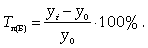 T_{п(Б)} = \frac{y_i - y_0}{y_0} \cdot 100\% .